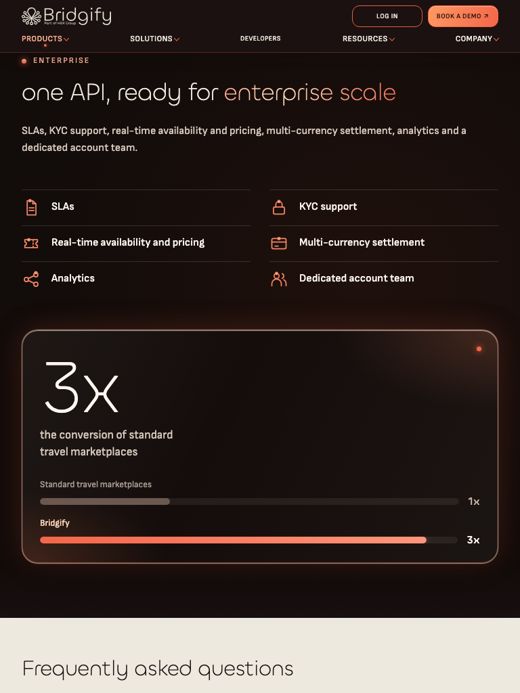 Bridgify
LOG IN
BOOK A DEMO ↗
PRODUCTS
SOLUTIONS
DEVELOPERS
RESOURCES
COMPANY
ENTERPRISE
one API, ready for enterprise scale
SLAs, KYC support, real-time availability and pricing, multi-currency settlement, analytics and a
dedicated account team.
SLAs
KYC support
Real-time availability and pricing
Multi-currency settlement
Analytics
Dedicated account team
3x
the conversion of standard
travel marketplaces
Standard travel marketplaces
1x
Bridgify
3x
Frequently asked questions